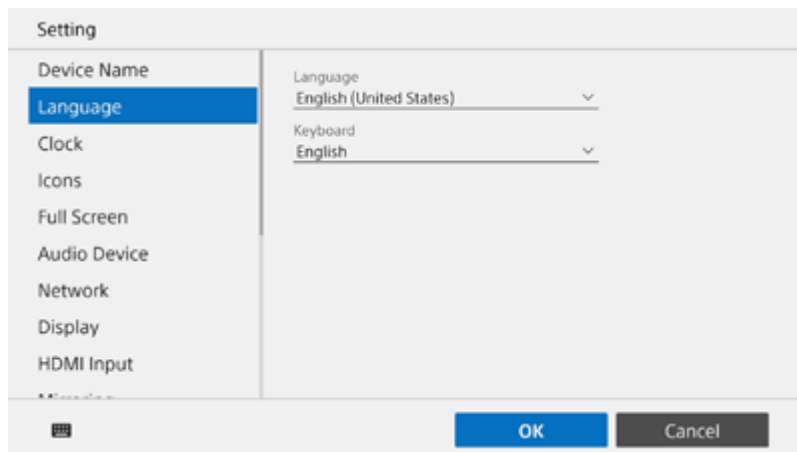 Setting
Device Name
Language
Clock
Icons
Full Screen
Audio Device
Network
Display
HDMI Input
Language
English (United States)
Keyboard
English
OK
Cancel